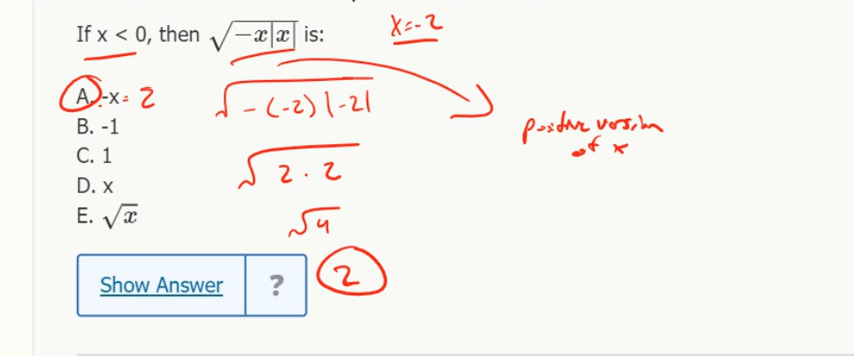 If x < 0, then √−x|x| is:
x=-2
A. -x = 2
B. -1
C. 1
D. x
E. √x
√-(-2)|-2|
√2·2
√4
2
positive version
of x
Show Answer
?